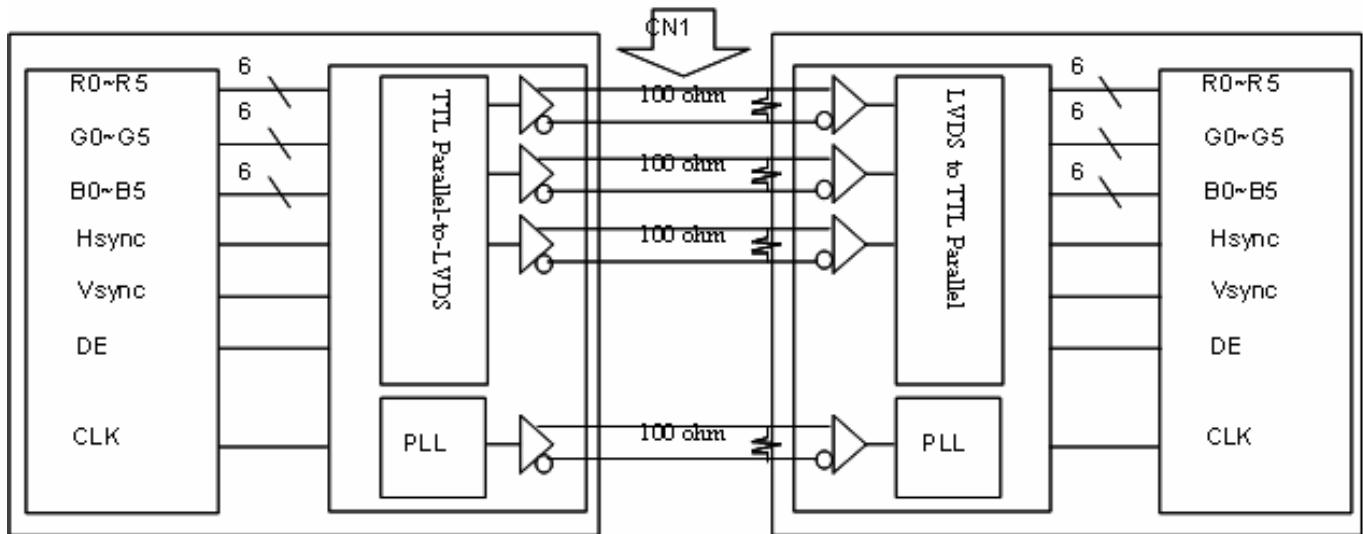 CN1
R0~R5
6
G0~G5
6
B0~B5
6
Hsync
Vsync
DE
CLK
TTL Parallel-to-LVDS
PLL
100 ohm
100 ohm
100 ohm
100 ohm
LVDS to TTL Parallel
PLL
6
R0~R5
6
G0~G5
6
B0~B5
Hsync
Vsync
DE
CLK